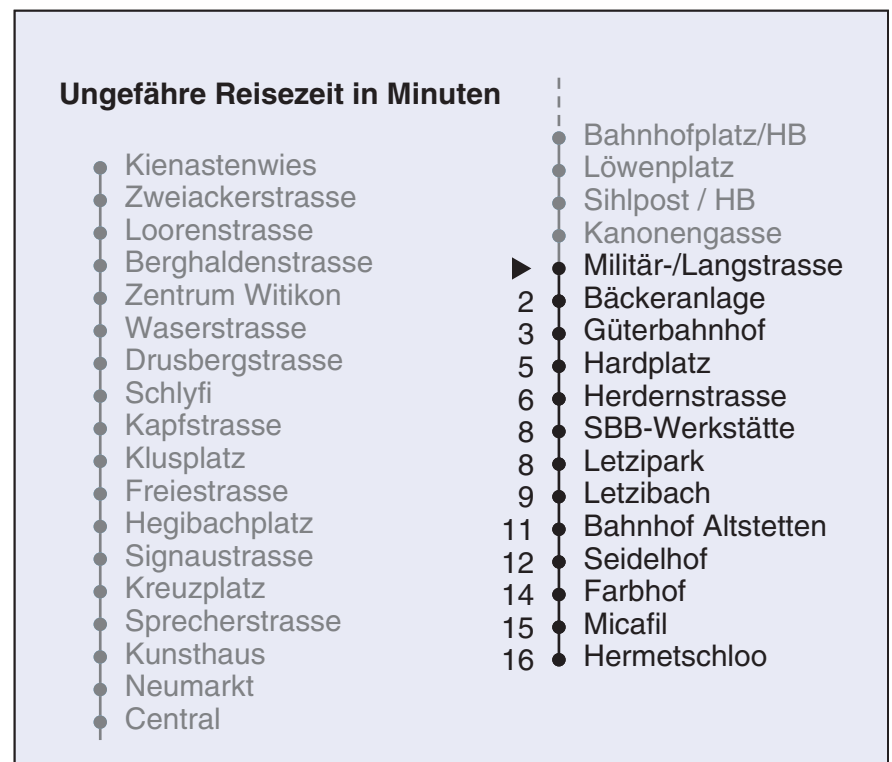 Ungefähre Reisezeit in Minuten
Kienastenwies
Zweiackerstrasse
Loorenstrasse
Berghaldenstrasse
Zentrum Witikon
Waserstrasse
Drusbergstrasse
Schlyfi
Kapfstrasse
Klusplatz
Freiestrasse
Hegibachplatz
Signaustrasse
Kreuzplatz
Sprecherstrasse
Kunsthaus
Neumarkt
Central
Bahnhofplatz/HB
Löwenplatz
Sihlpost / HB
Kanonengasse
Militär-/Langstrasse
2 Bäckeranlage
3 Güterbahnhof
5 Hardplatz
6 Herdernstrasse
8 SBB-Werkstätte
8 Letzipark
9 Letzibach
11 Bahnhof Altstetten
12 Seidelhof
14 Farbhof
15 Micafil
16 Hermetschloo